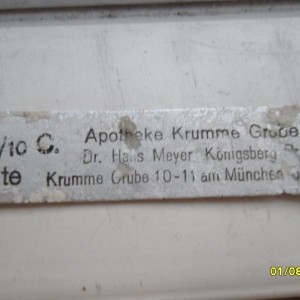 /10 C. Apotheke Krumme Grube
Dr. Hans Meyer Königsberg
te Krumme Grube 10-11 am München
01/08